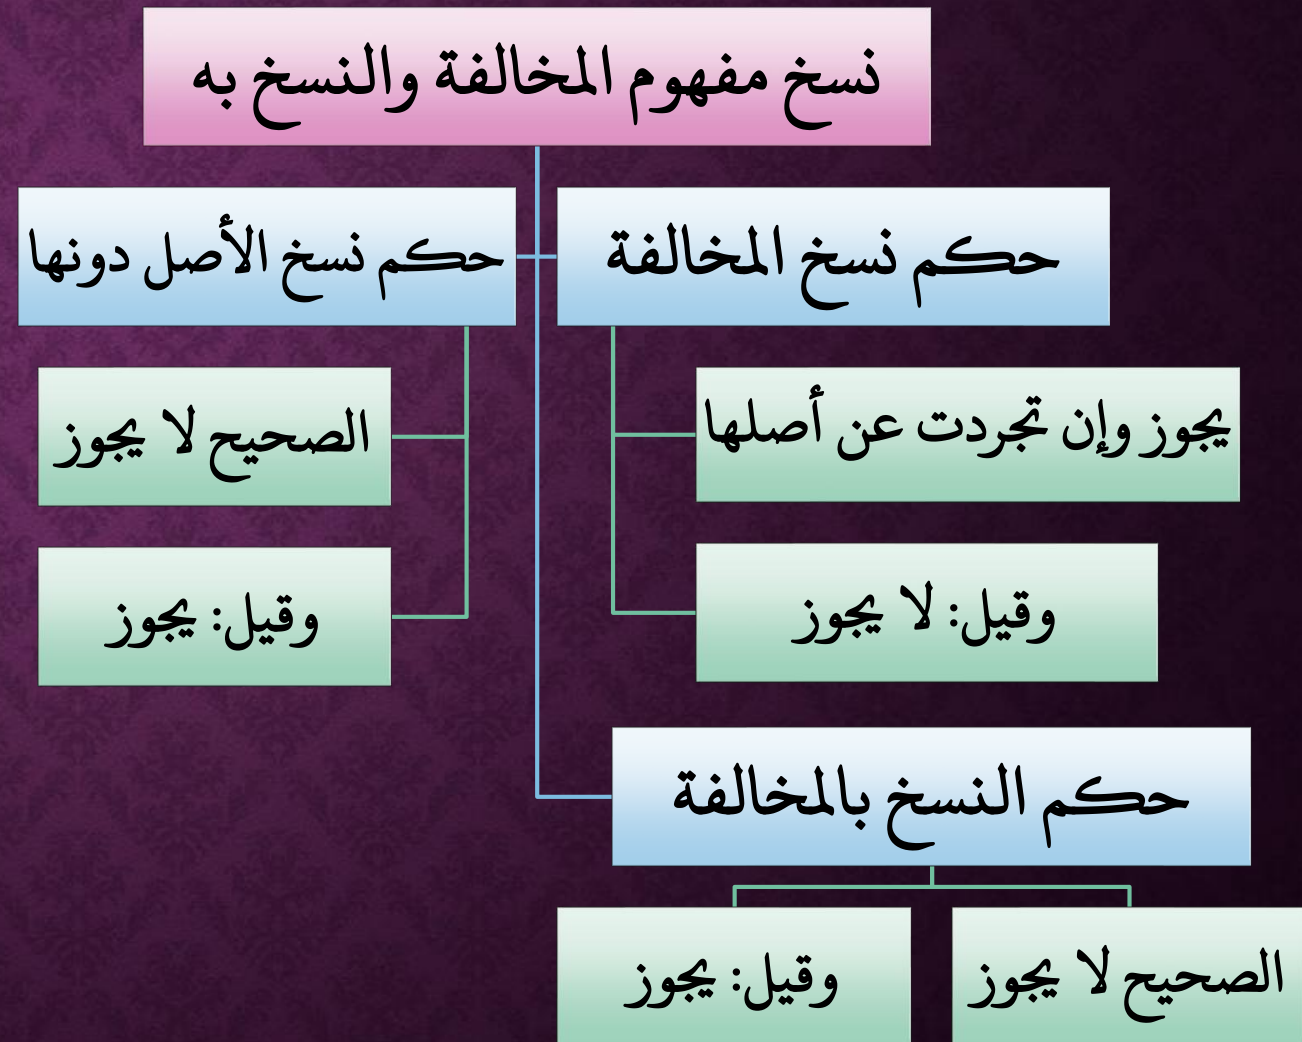 نسخ مفهوم المخالفة والنسخ به
حكم نسخ المخالفة
يجوز وإن تجردت عن أصلها
وقيل: لا يجوز
حكم نسخ الأصل دونها
الصحيح لا يجوز
وقيل: يجوز
حكم النسخ بالمخالفة
الصحيح لا يجوز
وقيل: يجوز